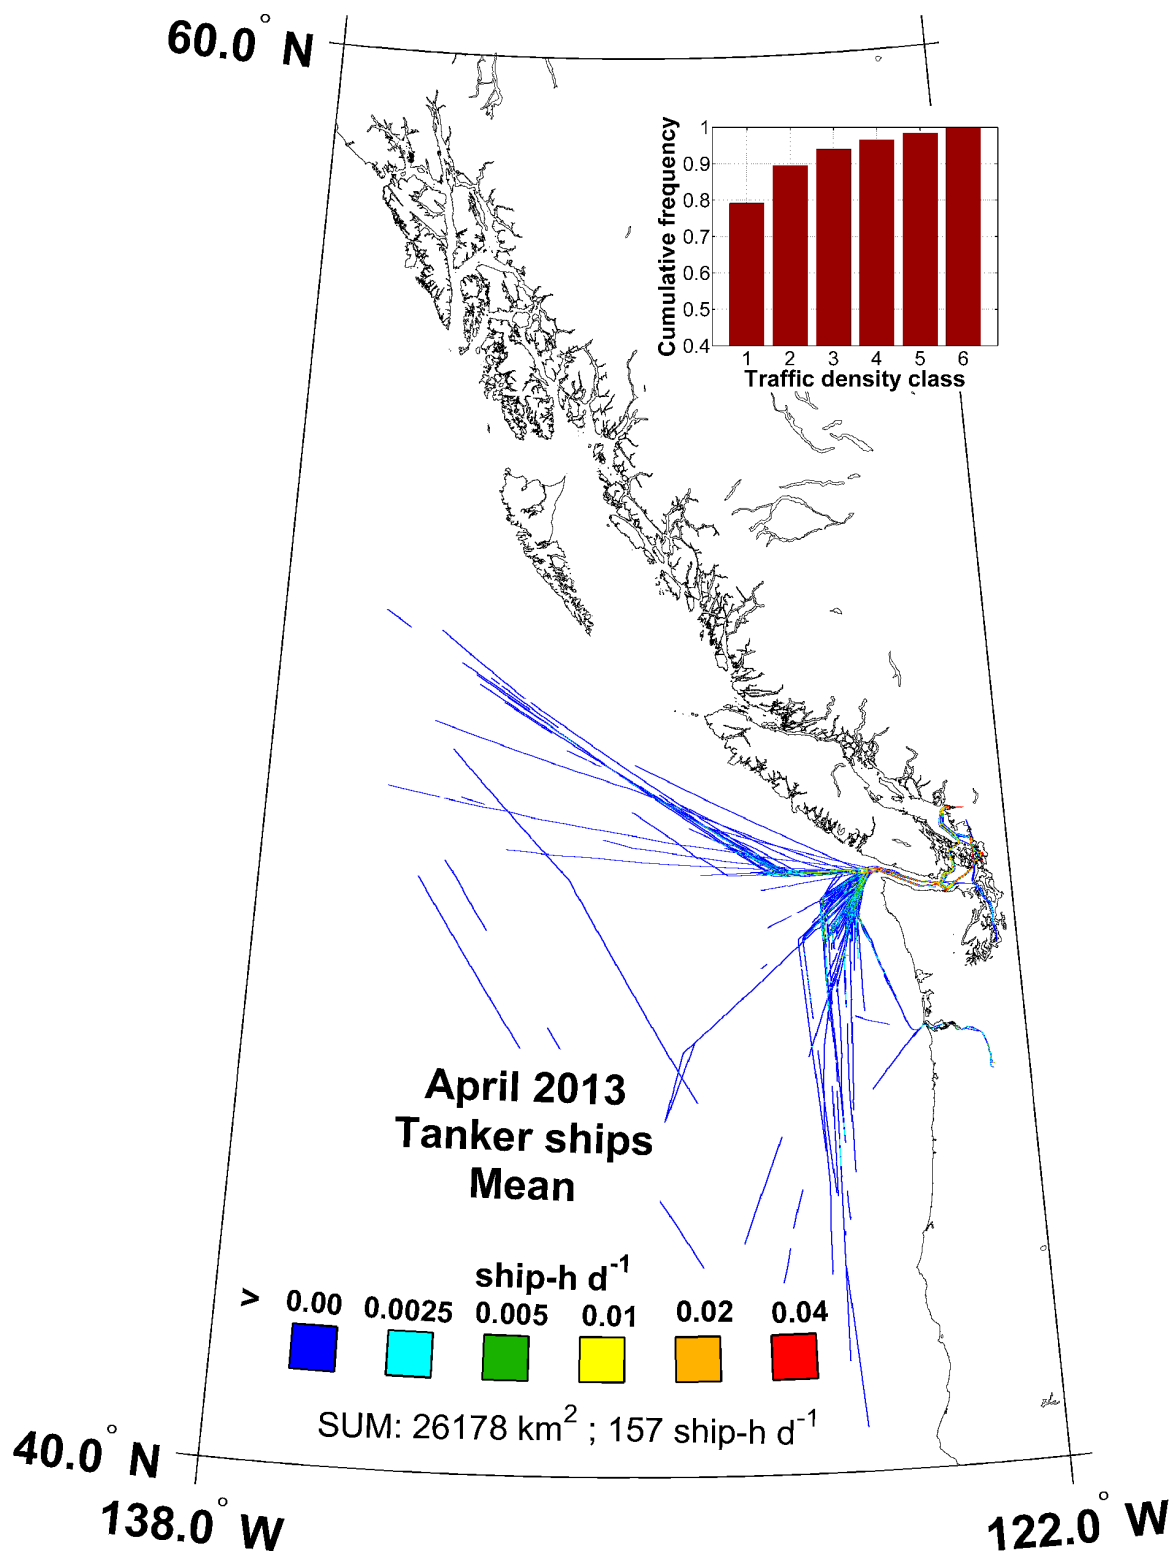 60.0° N
1
0.9
0.8
0.7
0.6
0.5
0.4
Cumulative frequency
1 2 3 4 5 6
Traffic density class
April 2013
Tanker ships
Mean
ship-h d⁻¹
> 0.00 0.0025 0.005 0.01 0.02 0.04
SUM: 26178 km² ; 157 ship-h d⁻¹
40.0° N
138.0° W
122.0° W